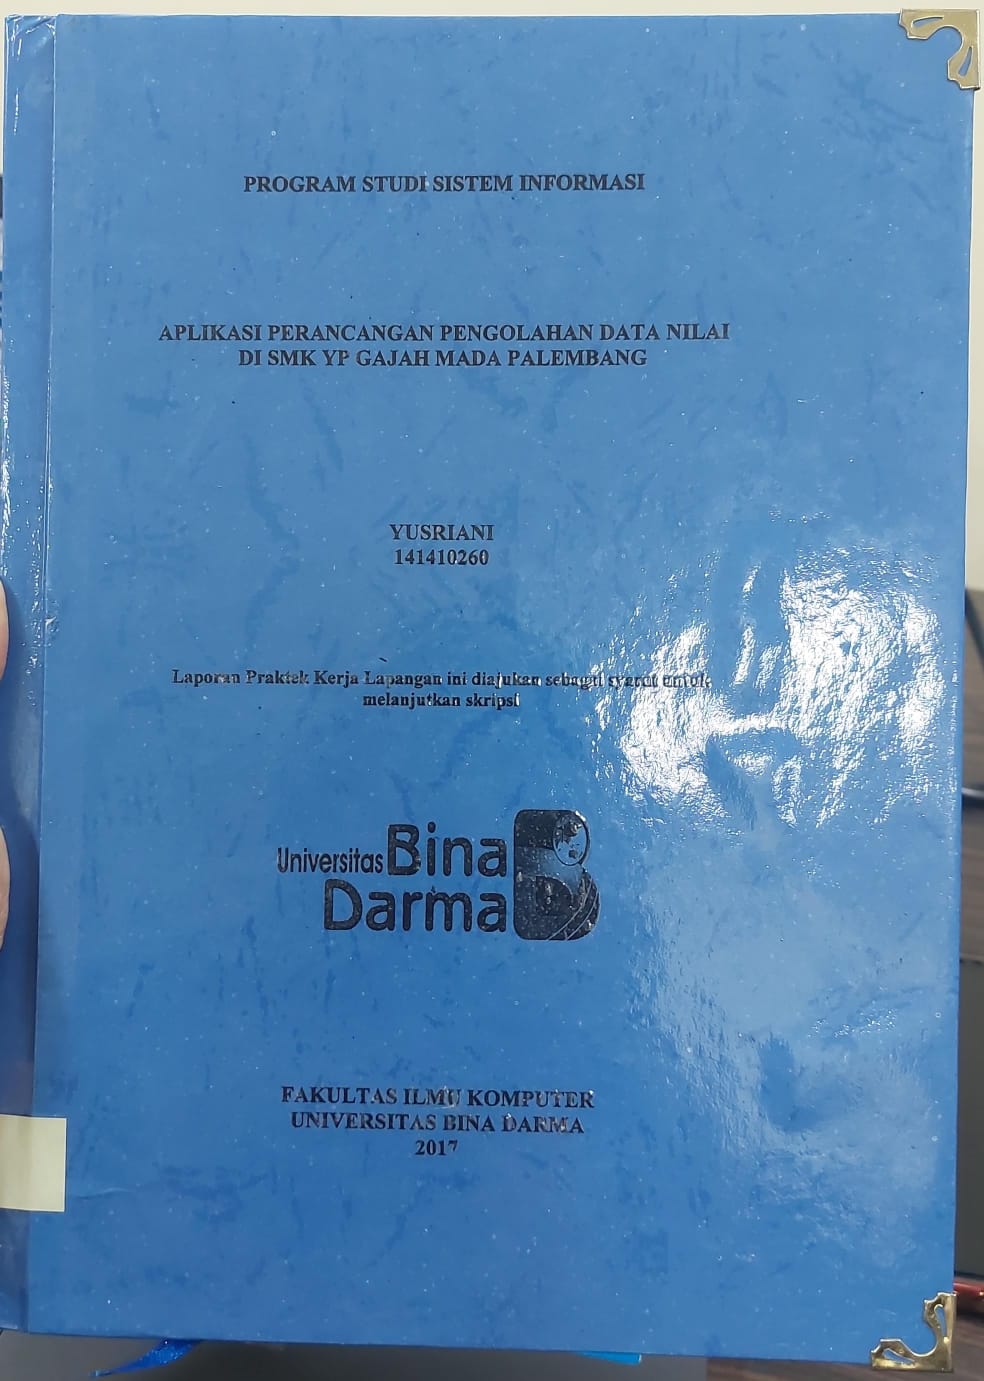 PROGRAM STUDI SISTEM INFORMASI
APLIKASI PERANCANGAN PENGOLAHAN DATA NILAI
DI SMK YP GAJAH MADA PALEMBANG
YUSRIANI
141410260
Laporan Praktek Kerja Lapangan ini diajukan sebagai syarat untuk
melanjutkan skripsi
Universitas Bina
Darma
FAKULTAS ILMU KOMPUTER
UNIVERSITAS BINA DARMA
2017